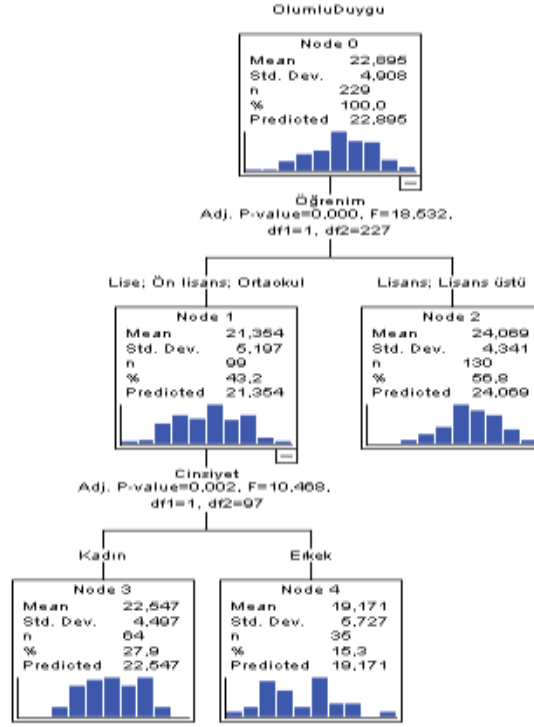 OlumluDuygu
Node 0
Mean 22,895
Std. Dev. 4,908
n 229
% 100,0
Predicted 22,895
Öğrenim
Adj. P-value=0,000, F=18,532,
df1=1, df2=227
Lise; Ön lisans; Ortaokul
Lisans; Lisans üstü
Node 1
Mean 21,354
Std. Dev. 5,197
n 99
% 43,2
Predicted 21,354
Node 2
Mean 24,069
Std. Dev. 4,341
n 130
% 56,8
Predicted 24,069
Cinsiyet
Adj. P-value=0,002, F=10,468,
df1=1, df2=97
Kadın
Erkek
Node 3
Mean 22,547
Std. Dev. 4,497
n 64
% 27,9
Predicted 22,547
Node 4
Mean 19,171
Std. Dev. 5,727
n 35
% 15,3
Predicted 19,171